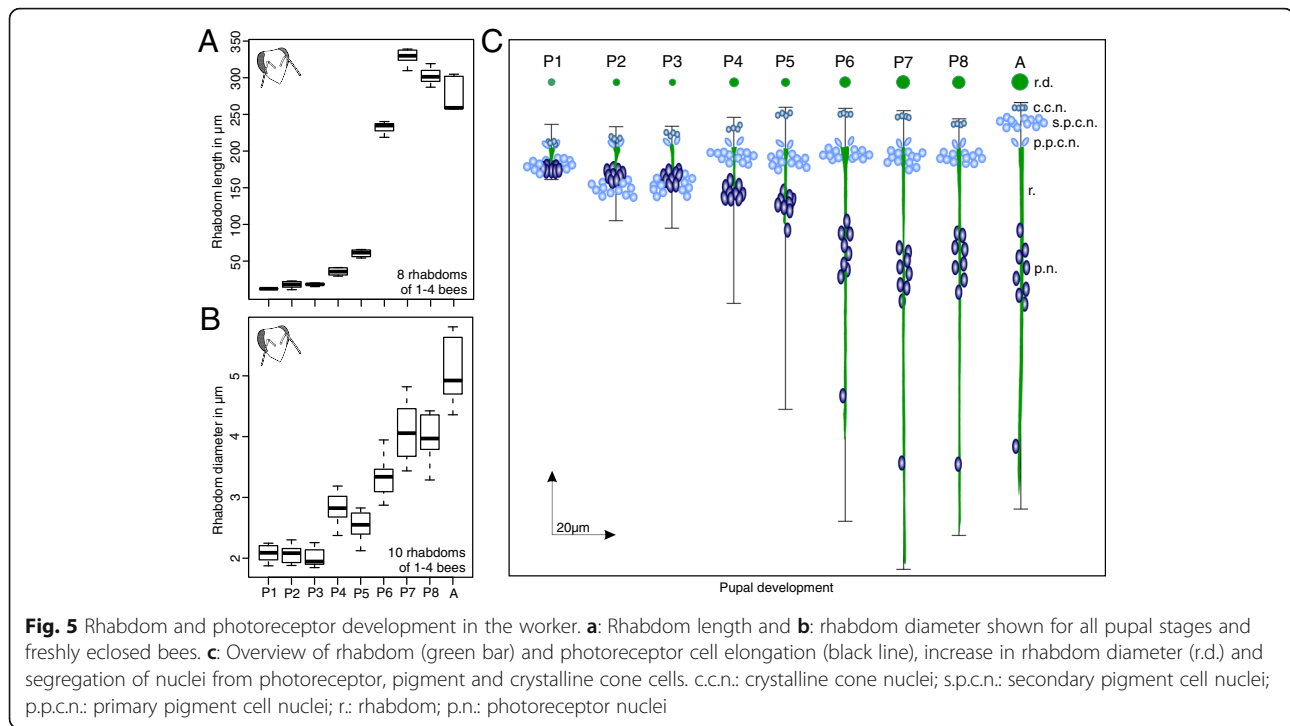 A
Rhabdom length in µm
350
300
250
200
150
100
50
8 rhabdoms
of 1-4 bees
B
Rhabdom diameter in µm
5
4
3
2
10 rhabdoms
of 1-4 bees
P1 P2 P3 P4 P5 P6 P7 P8 A
C
P1 P2 P3 P4 P5 P6 P7 P8 A
r.d.
c.c.n.
s.p.c.n.
p.p.c.n.
r.
p.n.
20µm
Pupal development
Fig. 5 Rhabdom and photoreceptor development in the worker. a: Rhabdom length and b: rhabdom diameter shown for all pupal stages and
freshly eclosed bees. c: Overview of rhabdom (green bar) and photoreceptor cell elongation (black line), increase in rhabdom diameter (r.d.) and
segregation of nuclei from photoreceptor, pigment and crystalline cone cells. c.c.n.: crystalline cone nuclei; s.p.c.n.: secondary pigment cell nuclei;
p.p.c.n.: primary pigment cell nuclei; r.: rhabdom; p.n.: photoreceptor nuclei